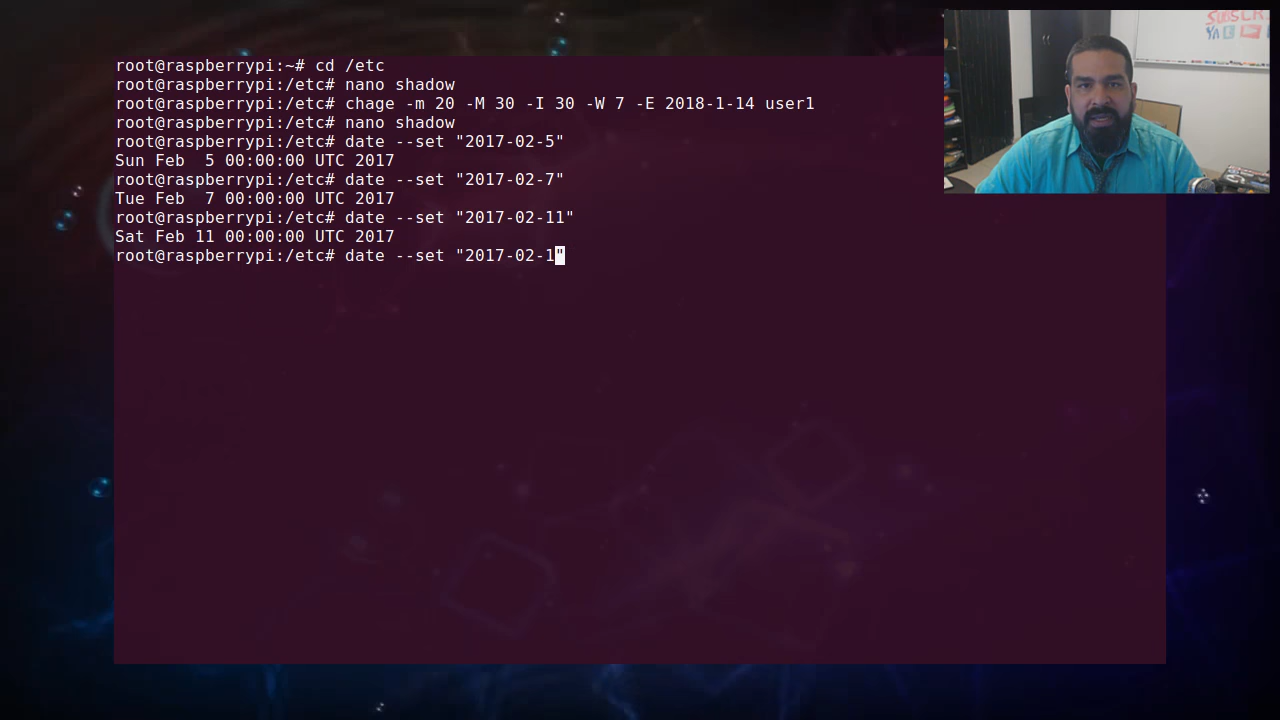 root@raspberrypi:~# cd /etc
root@raspberrypi:/etc# nano shadow
root@raspberrypi:/etc# chage -m 20 -M 30 -I 30 -W 7 -E 2018-1-14 user1
root@raspberrypi:/etc# nano shadow
root@raspberrypi:/etc# date --set "2017-02-5"
Sun Feb  5 00:00:00 UTC 2017
root@raspberrypi:/etc# date --set "2017-02-7"
Tue Feb  7 00:00:00 UTC 2017
root@raspberrypi:/etc# date --set "2017-02-11"
Sat Feb 11 00:00:00 UTC 2017
root@raspberrypi:/etc# date --set "2017-02-1"